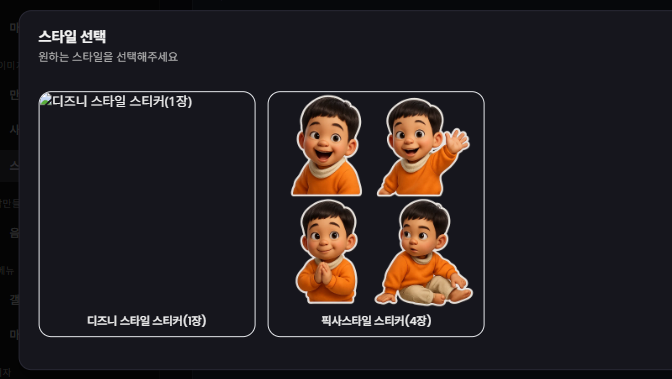 스타일 선택
원하는 스타일을 선택해주세요
디즈니 스타일 스티커(1장)
디즈니 스타일 스티커(1장)
픽사스타일 스티커(4장)